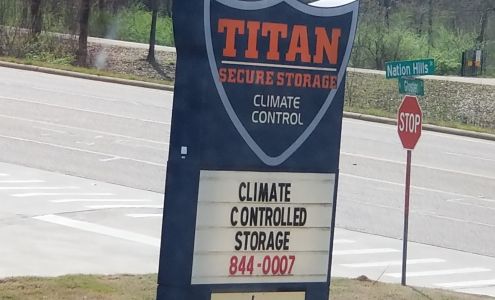 TITAN
SECURE STORAGE
CLIMATE
CONTROL
CLIMATE
CONTROLLED
STORAGE
844-0007
Nation Hills
STOP